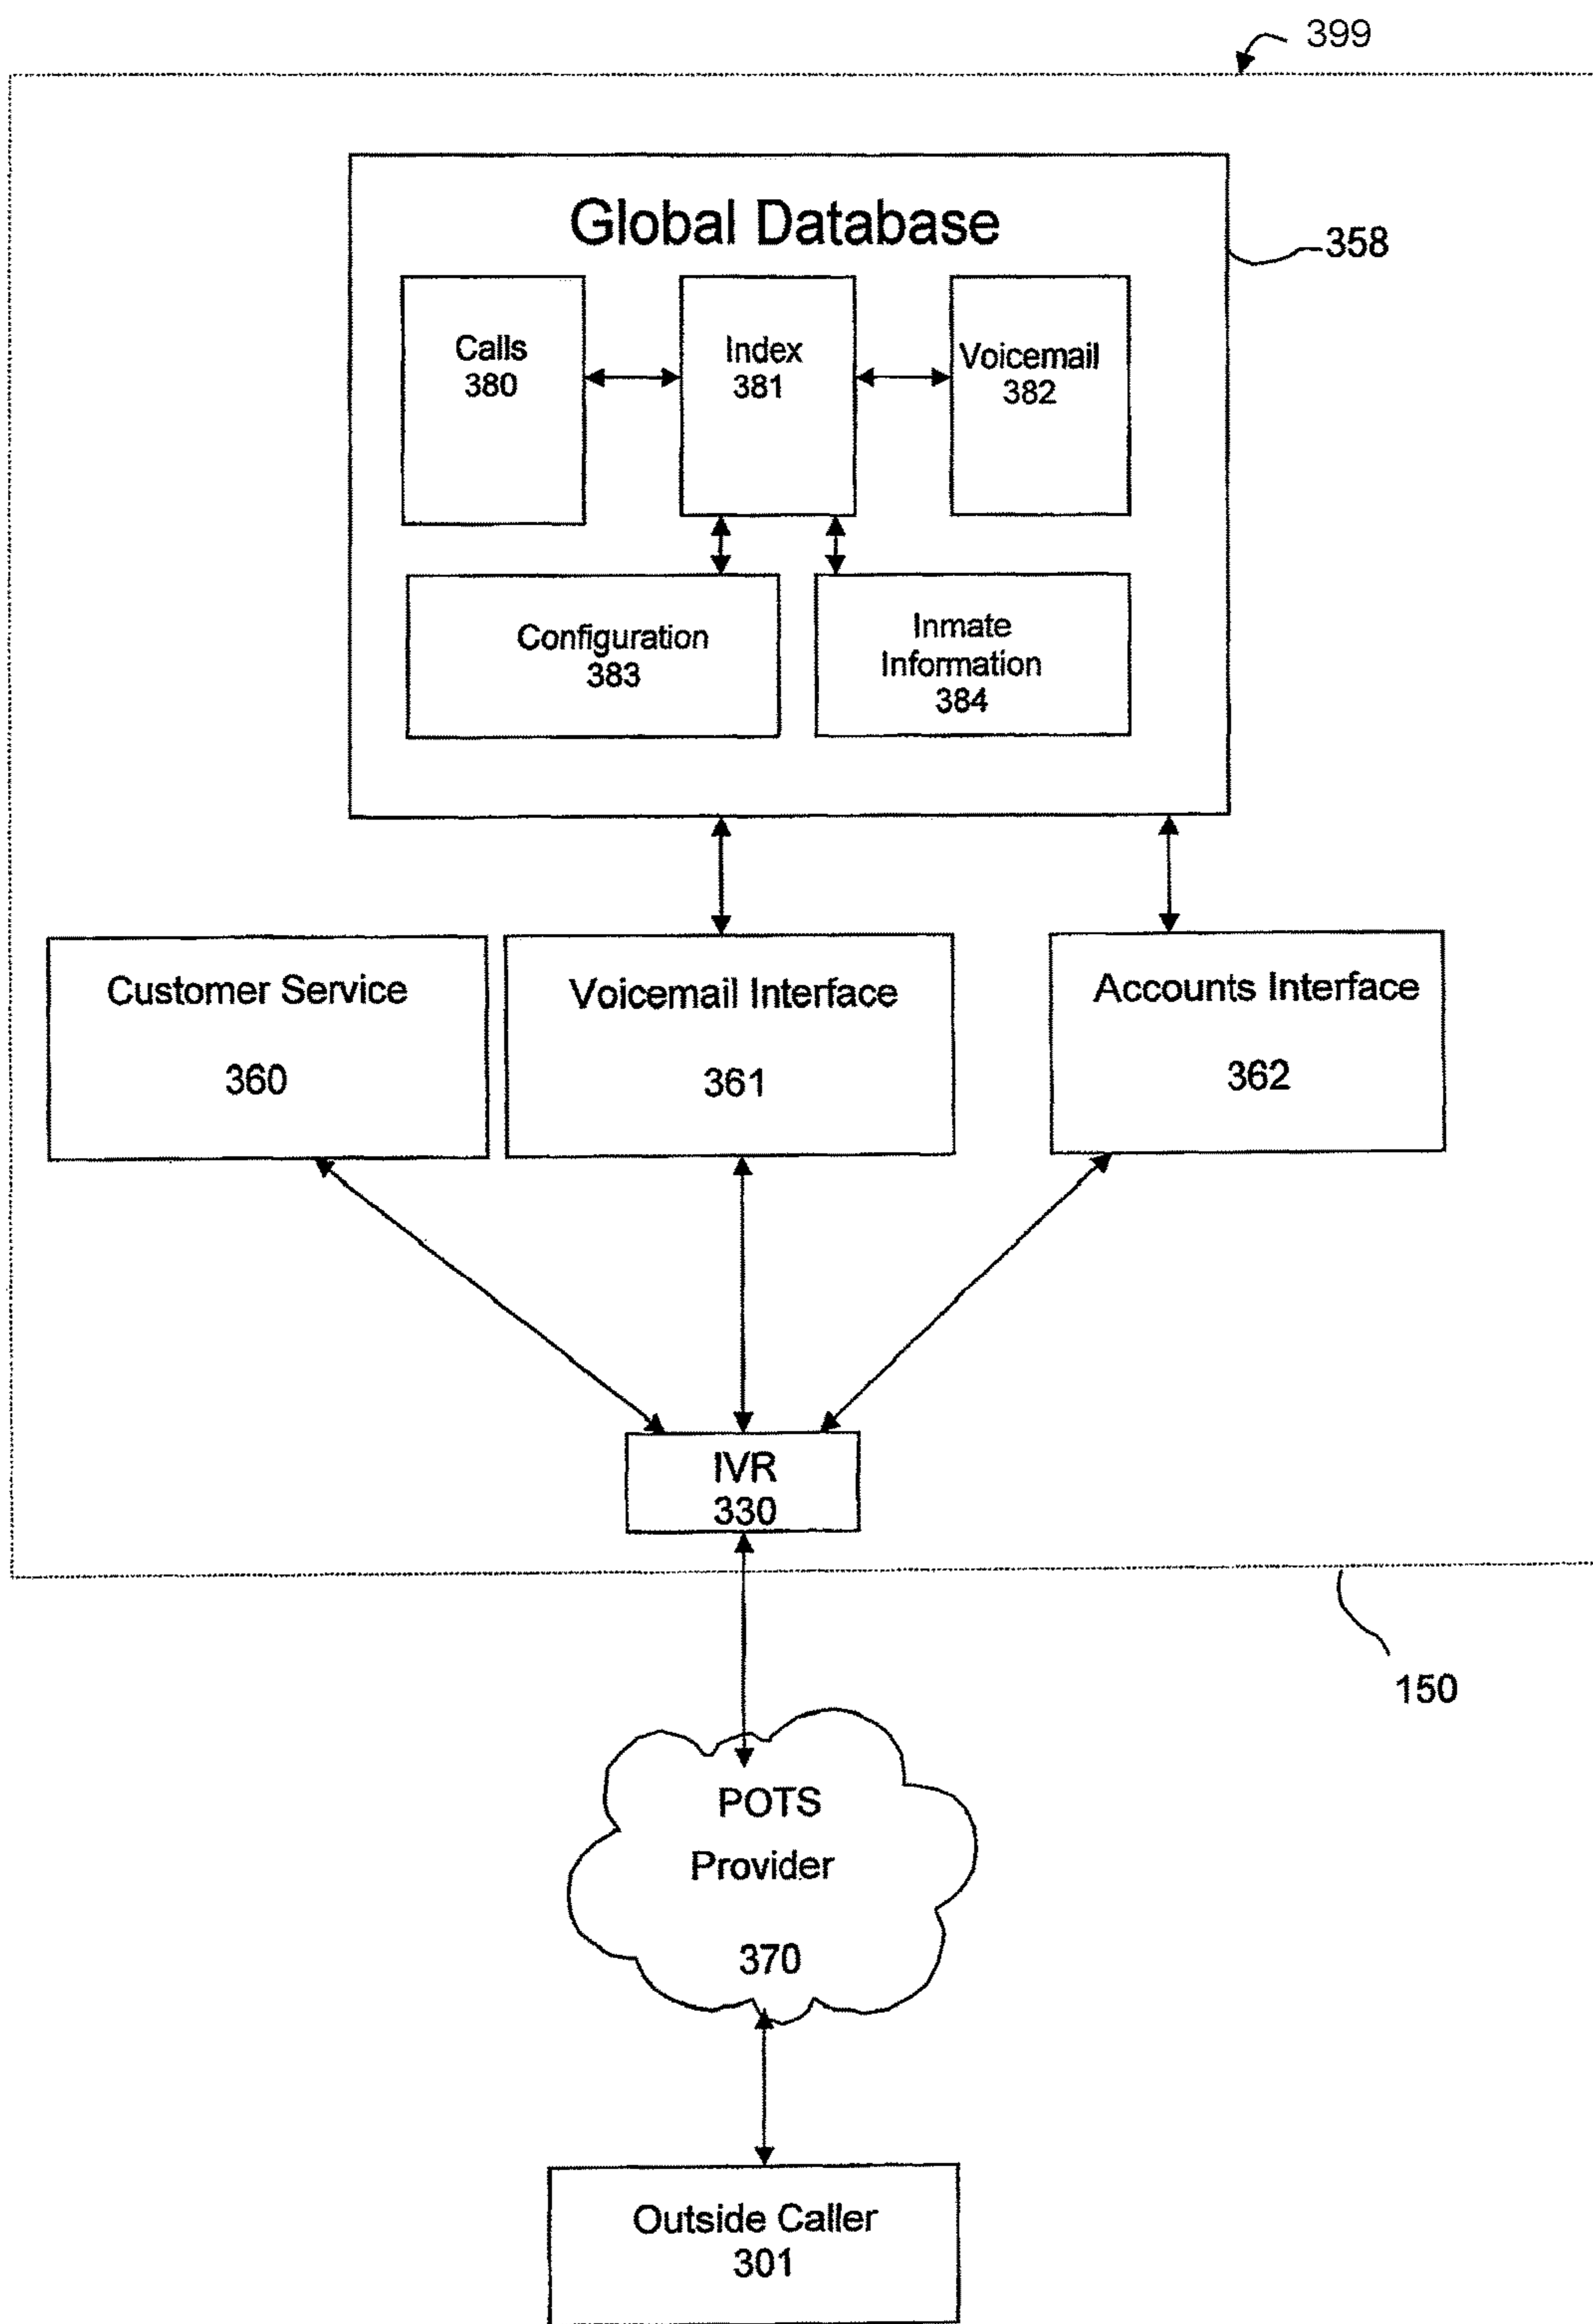 399
Global Database
358
Calls
380
Index
381
Voicemail
382
Configuration
383
Inmate
Information
384
Customer Service
360
Voicemail Interface
361
Accounts Interface
362
IVR
330
150
POTS
Provider
370
Outside Caller
301